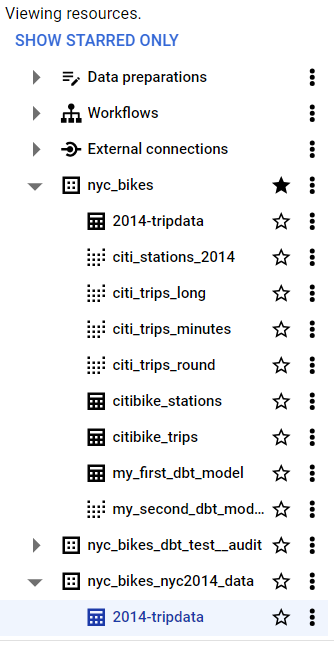 Viewing resources.
SHOW STARRED ONLY
Data preparations
Workflows
External connections
nyc_bikes
2014-tripdata
citi_stations_2014
citi_trips_long
citi_trips_minutes
citi_trips_round
citibike_stations
citibike_trips
my_first_dbt_model
my_second_dbt_mod...
nyc_bikes_dbt_test__audit
nyc_bikes_nyc2014_data
2014-tripdata